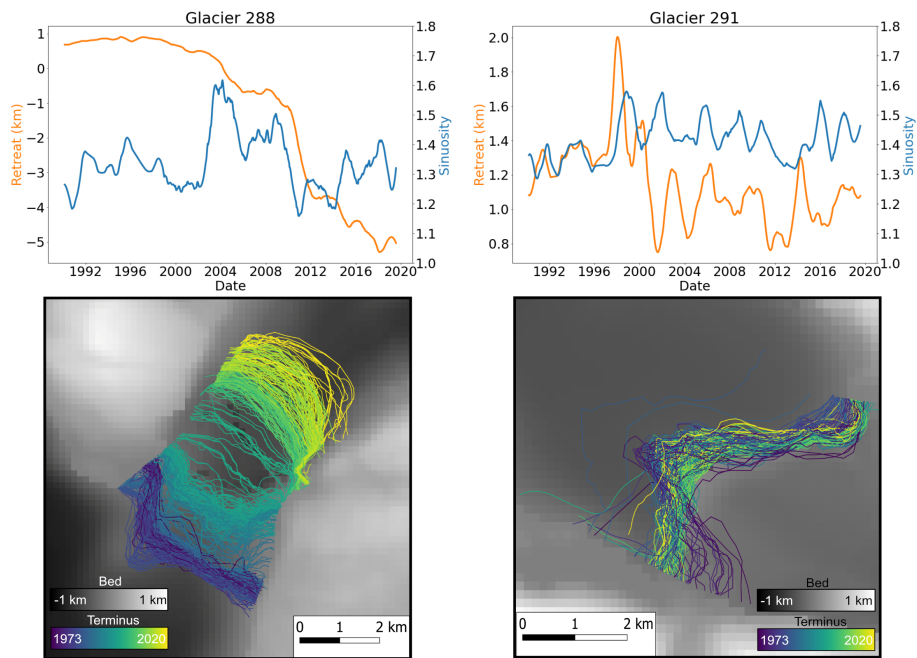 Glacier 288
Retreat (km)
1
0
−1
−2
−3
−4
−5
1.8
1.7
1.6
1.5
1.4
1.3
1.2
1.1
1.0
Sinuosity
1992 1996 2000 2004 2008 2012 2016 2020
Date
Glacier 291
Retreat (km)
2.0
1.8
1.6
1.4
1.2
1.0
0.8
1.8
1.7
1.6
1.5
1.4
1.3
1.2
1.1
1.0
Sinuosity
1992 1996 2000 2004 2008 2012 2016 2020
Date
Bed
-1 km 1 km
Terminus
1973 2020
0 1 2 km
0 1 2 km
Bed
-1 km 1 km
Terminus
1973 2020